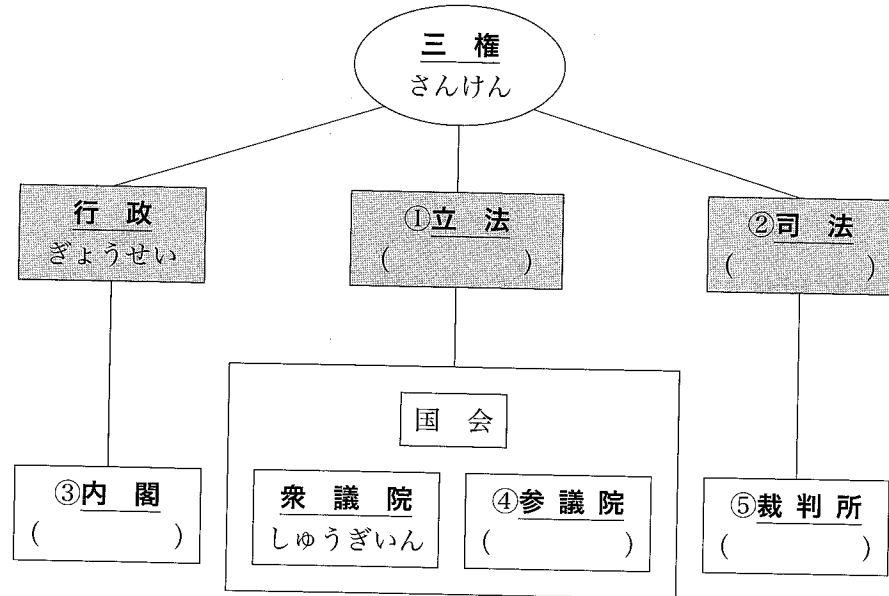 三権
さんけん
行政
ぎょうせい
①立法
(　　　)
②司法
(　　　)
国会
③内閣
(　　　)
衆議院
しゅうぎいん
④参議院
(　　　)
⑤裁判所
(　　　)